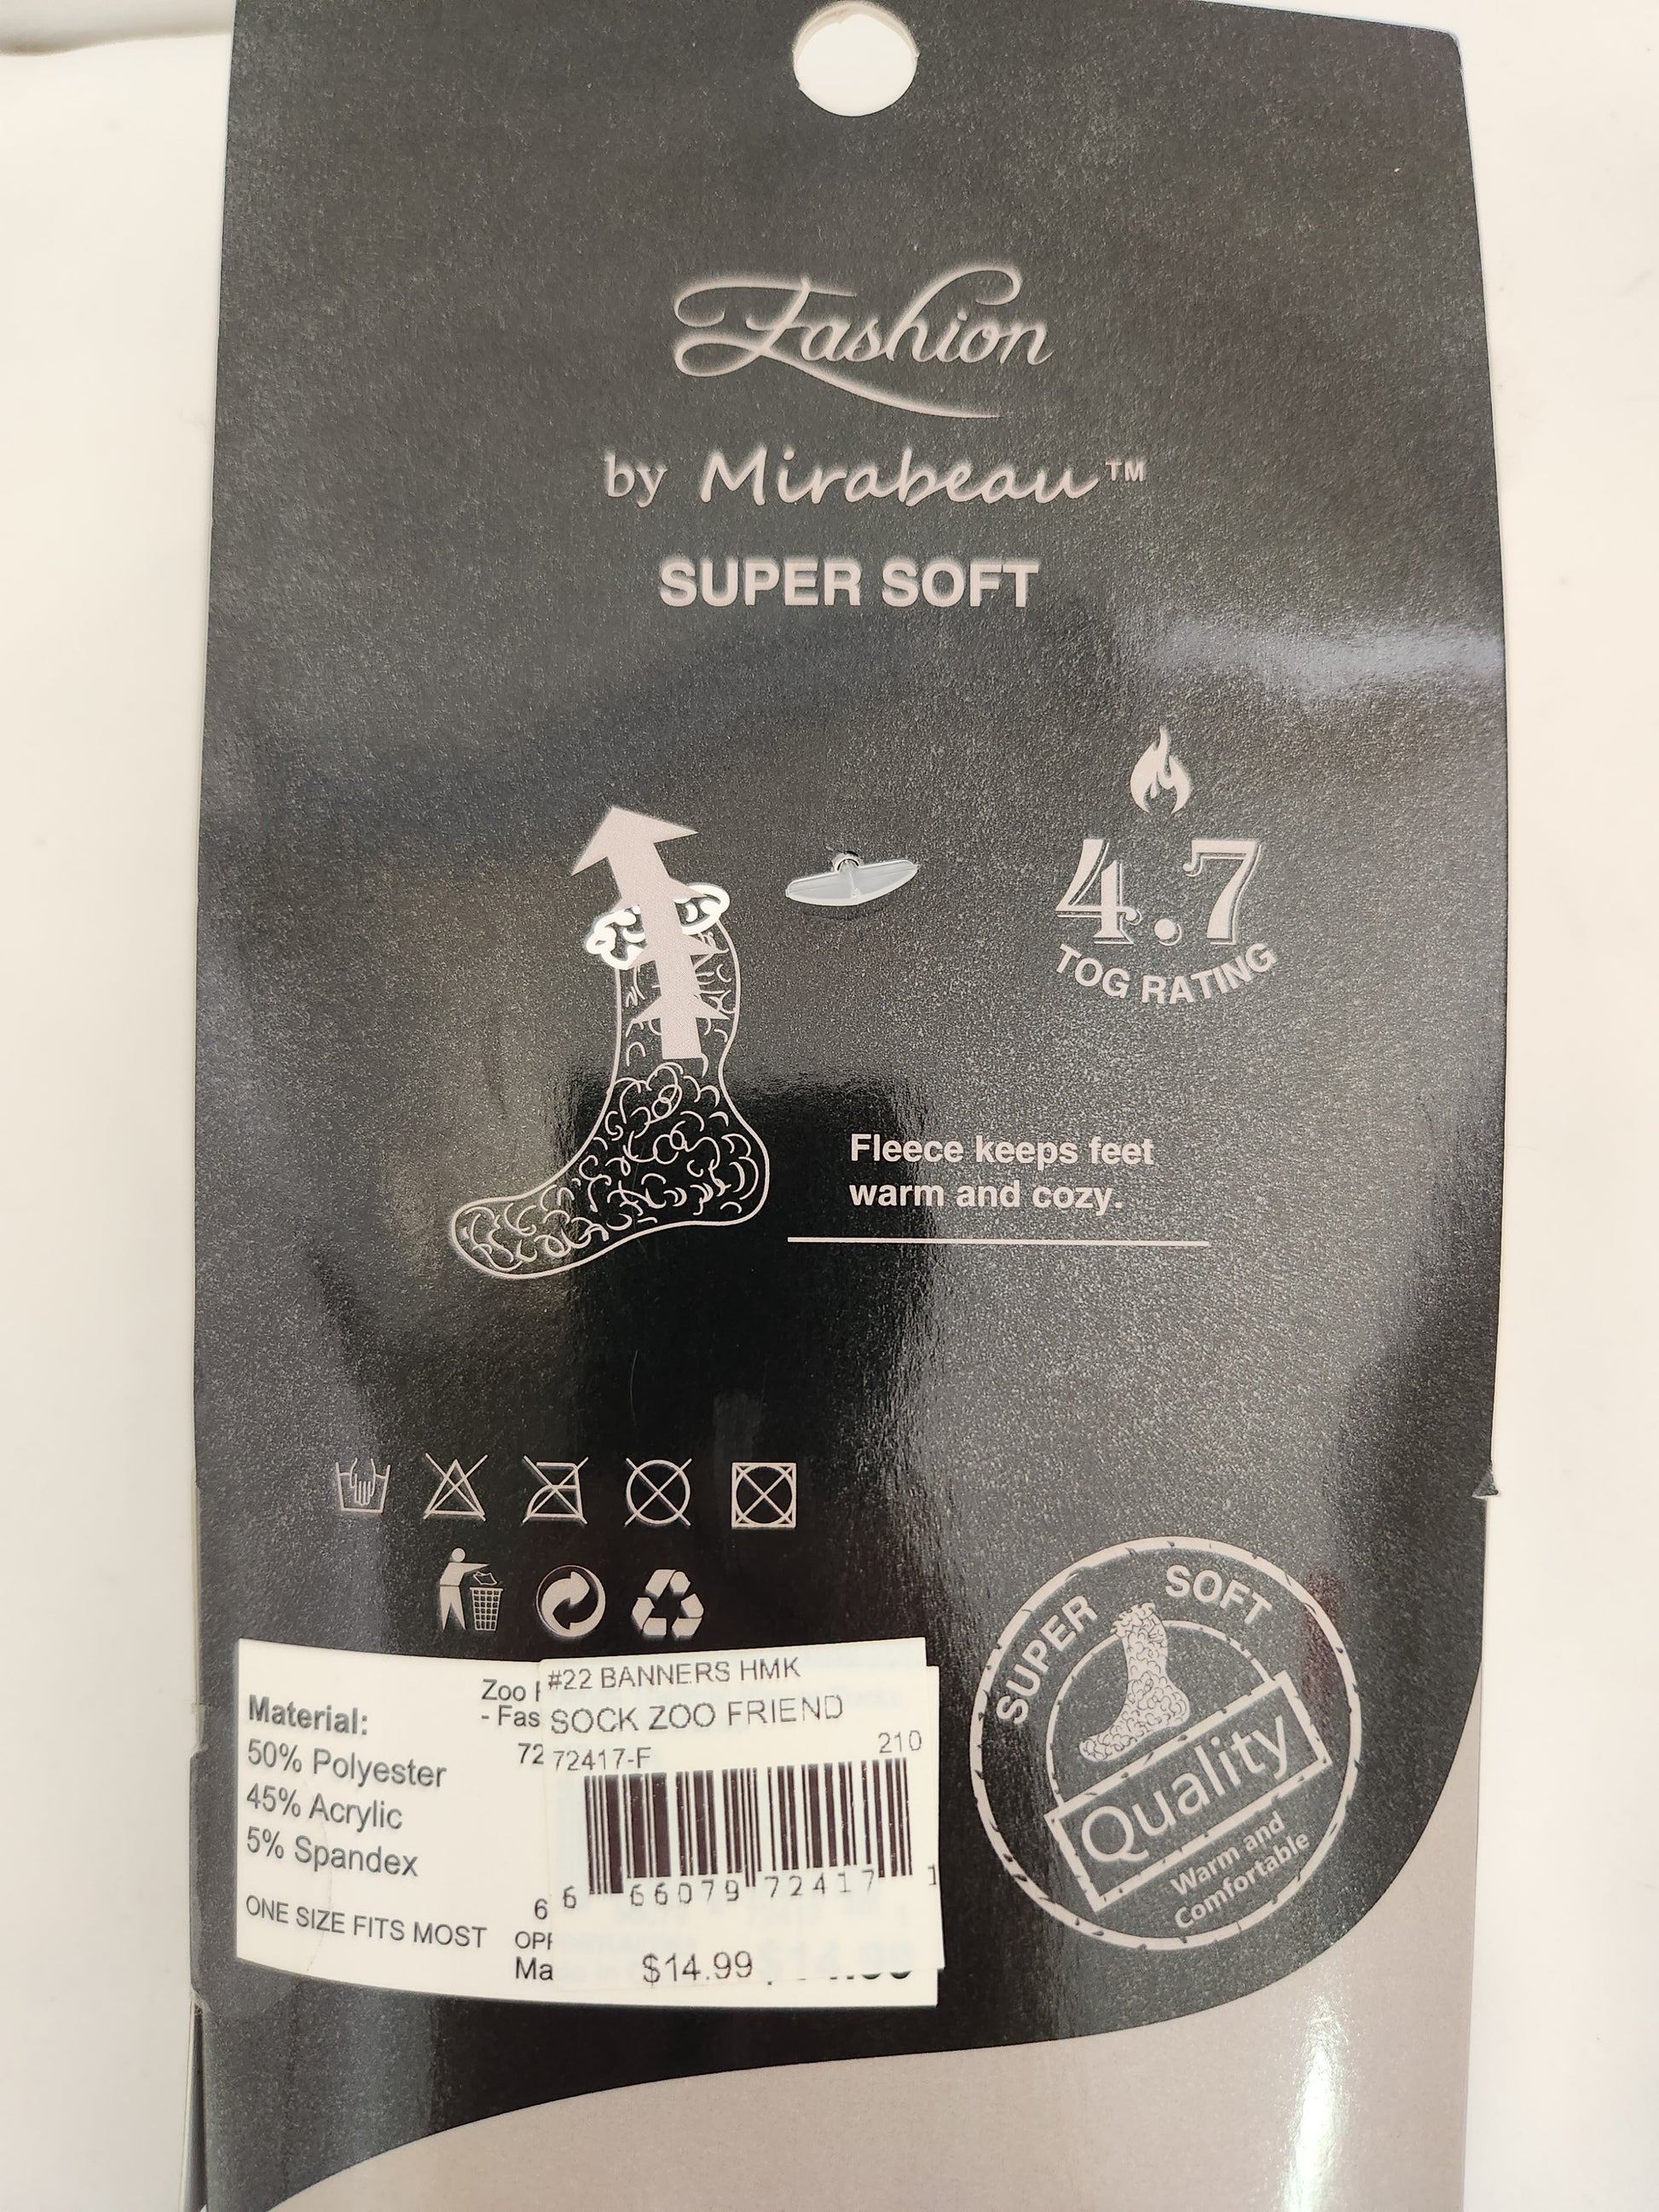 Fashion
by Mirabeau™
SUPER SOFT
4.7
TOG RATING
Fleece keeps feet
warm and cozy.
SUPER SOFT
Quality
Warm and
Comfortable
Material:
50% Polyester
45% Acrylic
5% Spandex
ONE SIZE FITS MOST
Zoo
- Fas
72
6
Ma
#22 BANNERS HMK
SOCK ZOO FRIEND
72417-F 210
6 66079 72417 1
$14.99